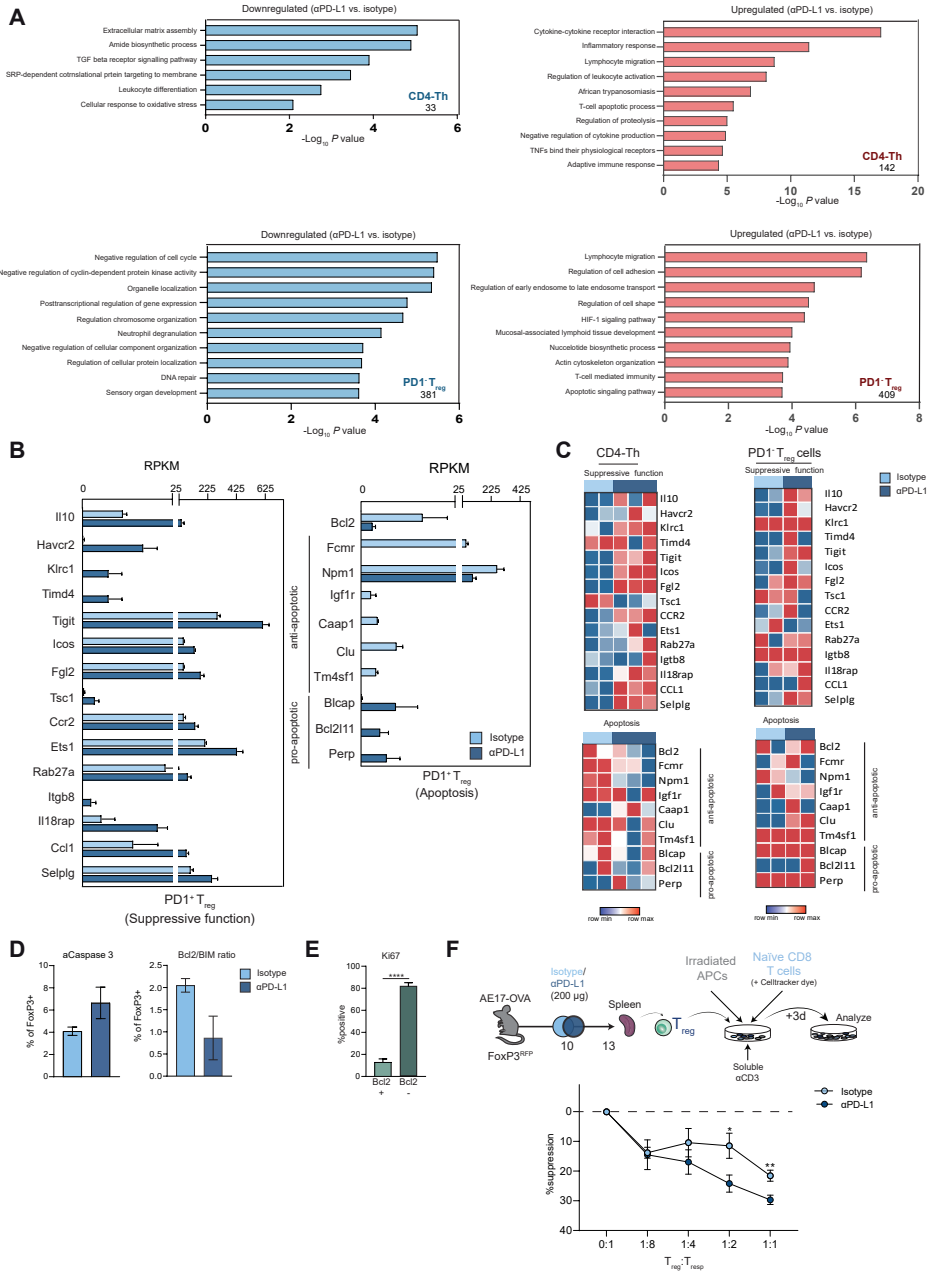 A
Downregulated (αPD-L1 vs. isotype)
Extracellular matrix assembly
Amide biosynthetic process
TGF beta receptor signalling pathway
SRP-dependent cotrnslational prtein targeting to membrane
Leukocyte differentiation
Cellular response to oxidative stress
CD4-Th
33
0 2 4 6
-Log10 P value
Upregulated (αPD-L1 vs. isotype)
Cytokine-cytokine receptor interaction
Inflammatory response
Lymphocyte migration
Regulation of leukocyte activation
African trypanosomiasis
T-cell apoptotic process
Regulation of proteolysis
Negative regulation of cytokine production
TNFs bind their physiological receptors
Adaptive immune response
CD4-Th
142
0 5 10 15 20
-Log10 P value
Downregulated (αPD-L1 vs. isotype)
Negative regulation of cell cycle
Negative regulation of cyclin-dependent protein kinase activity
Organelle localization
Posttranscriptional regulation of gene expression
Regulation chromosome organization
Neutrophil degranulation
Negative regulation of cellular component organization
Regulation of cellular protein localization
DNA repair
Sensory organ development
PD1- Treg
381
0 2 4 6
-Log10 P value
Upregulated (αPD-L1 vs. isotype)
Lymphocyte migration
Regulation of cell adhesion
Regulation of early endosome to late endosome transport
Regulation of cell shape
HIF-1 sigaling pathway
Mucosal-associated lymphoid tissue development
Nuccelotide biosynthetic process
Actin cytoskeleton organization
T-cell mediated immunity
Apoptotic singaling pathway
PD1- Treg
409
0 2 4 6 8
-Log10 P value
B
RPKM
0 25 225 425 625
Il10
Havcr2
Klrc1
Timd4
Tigit
Icos
Fgl2
Tsc1
Ccr2
Ets1
Rab27a
Itgb8
Il18rap
Ccl1
Selplg
PD1+ Treg
(Suppressive function)
RPKM
0 25 225 425
Bcl2
Fcmr
Npm1
Igf1r
Caap1
Clu
Tm4sf1
Blcap
Bcl2l11
Perp
anti-apoptotic
pro-apoptotic
Isotype
αPD-L1
PD1+ Treg
(Apoptosis)
C
CD4-Th
Suppressive function
Il10
Havcr2
Klrc1
Timd4
Tigit
Icos
Fgl2
Tsc1
CCR2
Ets1
Rab27a
Igtb8
Il18rap
CCL1
Selplg
PD1- Treg cells
Suppressive function
Il10
Havcr2
Klrc1
Timd4
Tigit
Icos
Fgl2
Tsc1
CCR2
Ets1
Rab27a
Igtb8
Il18rap
CCL1
Selplg
Isotype
αPD-L1
Apoptosis
Bcl2
Fcmr
Npm1
Igf1r
Caap1
Clu
Tm4sf1
Blcap
Bcl2l11
Perp
anti-apoptotic
pro-apoptotic
row min row max
Apoptosis
Bcl2
Fcmr
Npm1
Igf1r
Caap1
Clu
Tm4sf1
Blcap
Bcl2l11
Perp
anti-apoptotic
pro-apoptotic
row min row max
D
aCaspase 3
% of FoxP3+
10
8
6
4
2
0
Bcl2/BIM ratio
% of FoxP3+
2.5
2.0
1.5
1.0
0.5
0.0
Isotype
αPD-L1
E
Ki67
****
%positive
100
80
60
40
20
0
Bcl2 Bcl2
+ -
F
AE17-OVA
FoxP3RFP
Isotype/
αPD-L1
(200 µg)
10
13
Spleen
Treg
Irradiated
APCs
Naïve CD8
T cells
(+ Celltracker dye)
+3d
Analyze
Soluble
αCD3
Isotype
αPD-L1
%suppression
0
10
20
30
40
*
**
0:1 1:8 1:4 1:2 1:1
Treg:Tresp